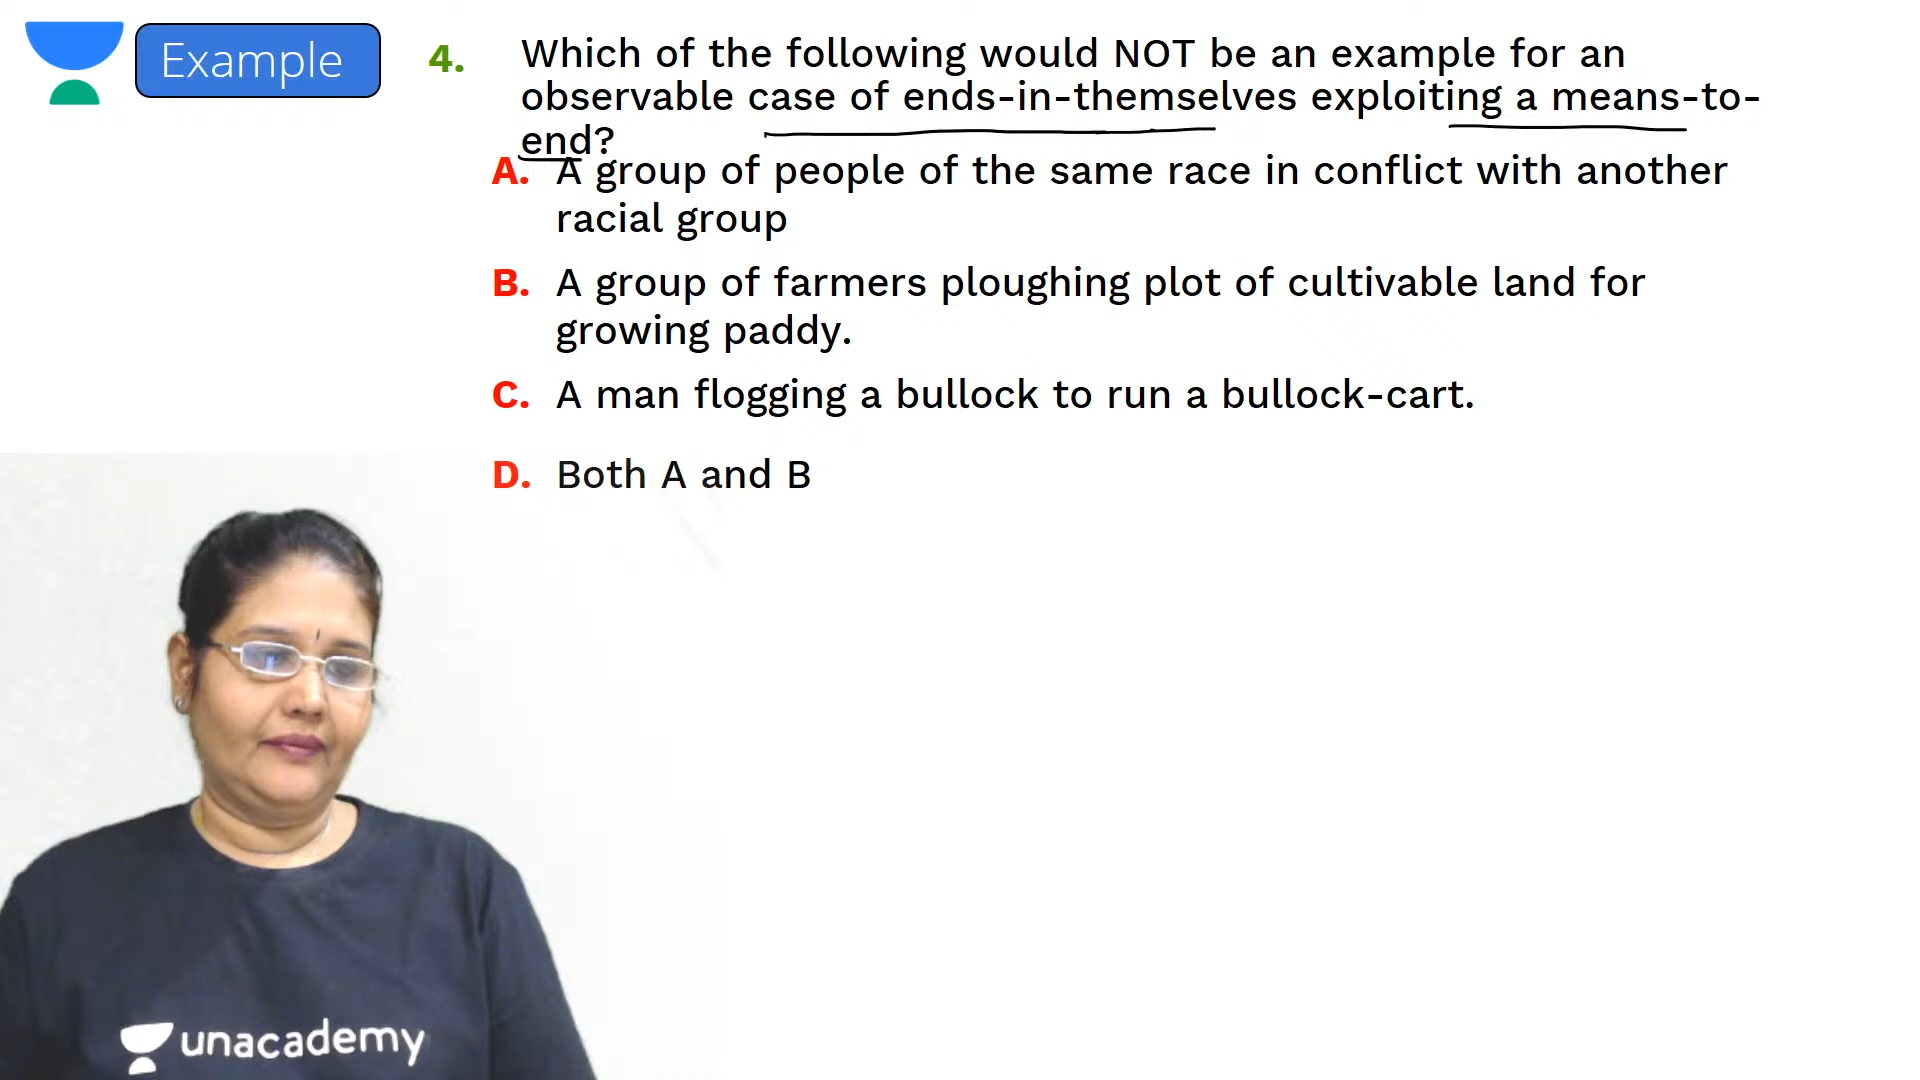 Example
4. Which of the following would NOT be an example for an
observable case of ends-in-themselves exploiting a means-to-
end?
A. A group of people of the same race in conflict with another
racial group
B. A group of farmers ploughing plot of cultivable land for
growing paddy.
C. A man flogging a bullock to run a bullock-cart.
D. Both A and B
unacademy